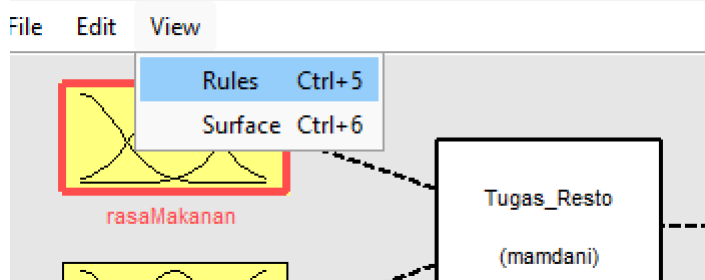 File Edit View
Rules Ctrl+5
Surface Ctrl+6
rasaMakanan
Tugas_Resto
(mamdani)